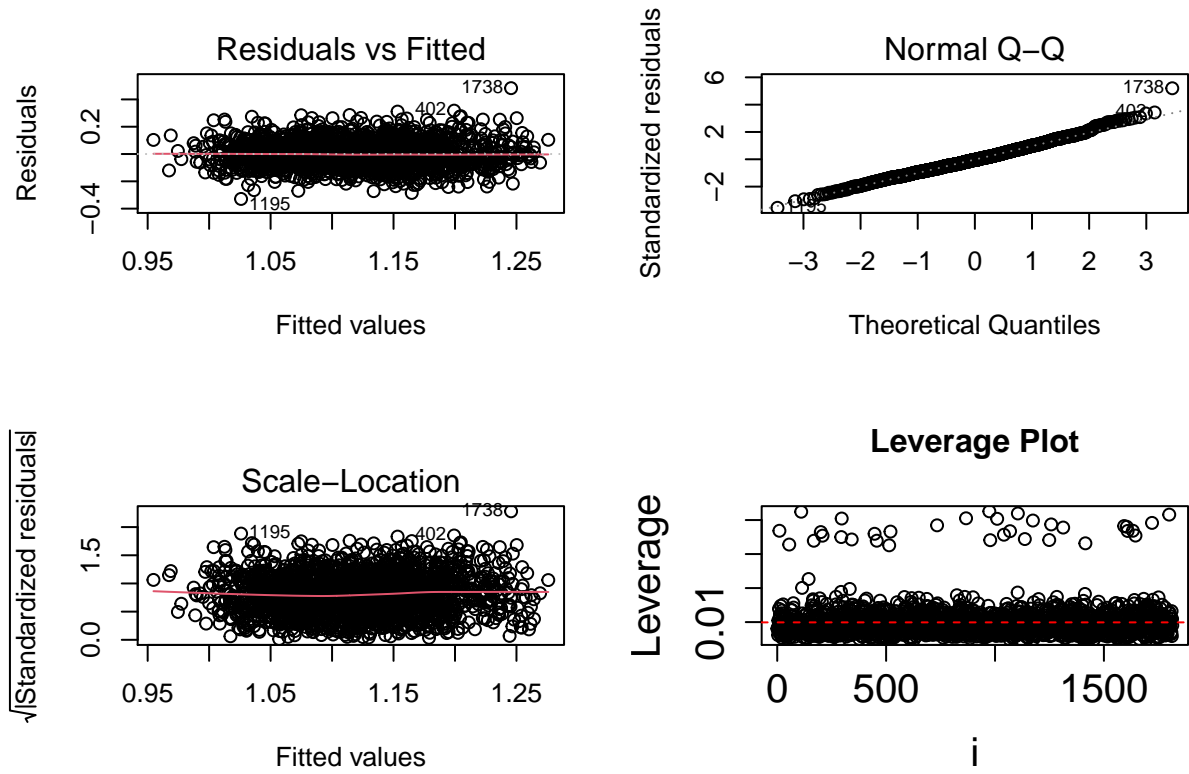 Residuals vs Fitted
Residuals
0.2
−0.4
1738
402
1195
0.95 1.05 1.15 1.25
Fitted values
Normal Q−Q
Standardized residuals
6
2
−2
1738
402
1195
−3 −2 −1 0 1 2 3
Theoretical Quantiles
Scale−Location
√|Standardized residuals|
1.5
0.0
1738
1195
402
0.95 1.05 1.15 1.25
Fitted values
Leverage Plot
Leverage
0.01
0 500 1500
i